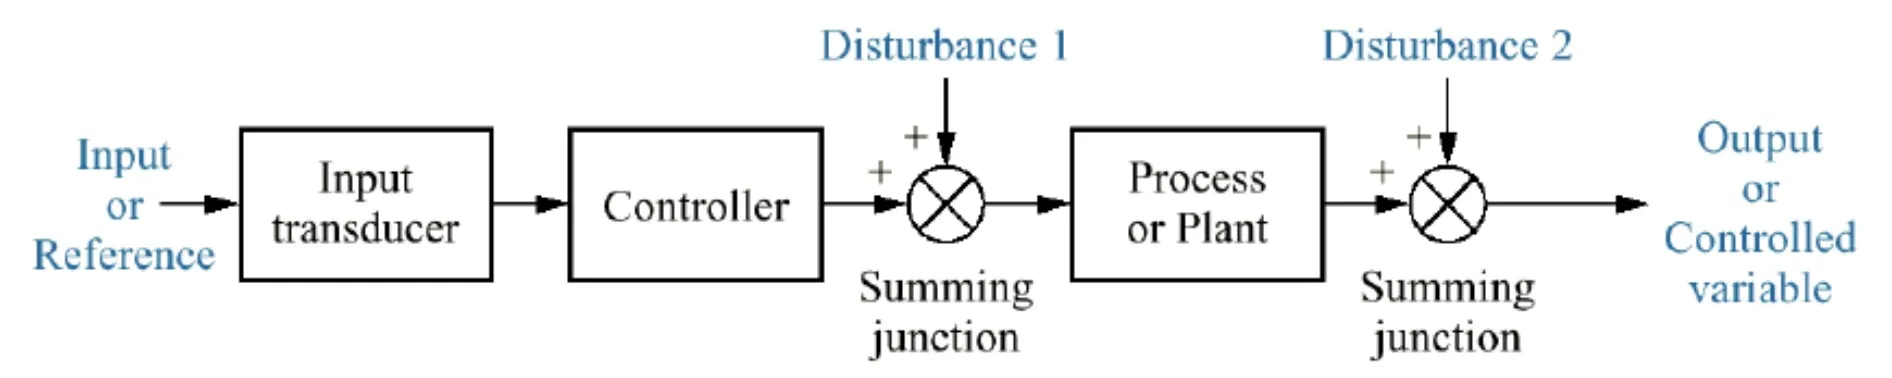 Disturbance 1
Disturbance 2
Input
or
Reference
Input
transducer
Controller
+
+
Summing
junction
Process
or Plant
+
+
Summing
junction
Output
or
Controlled
variable